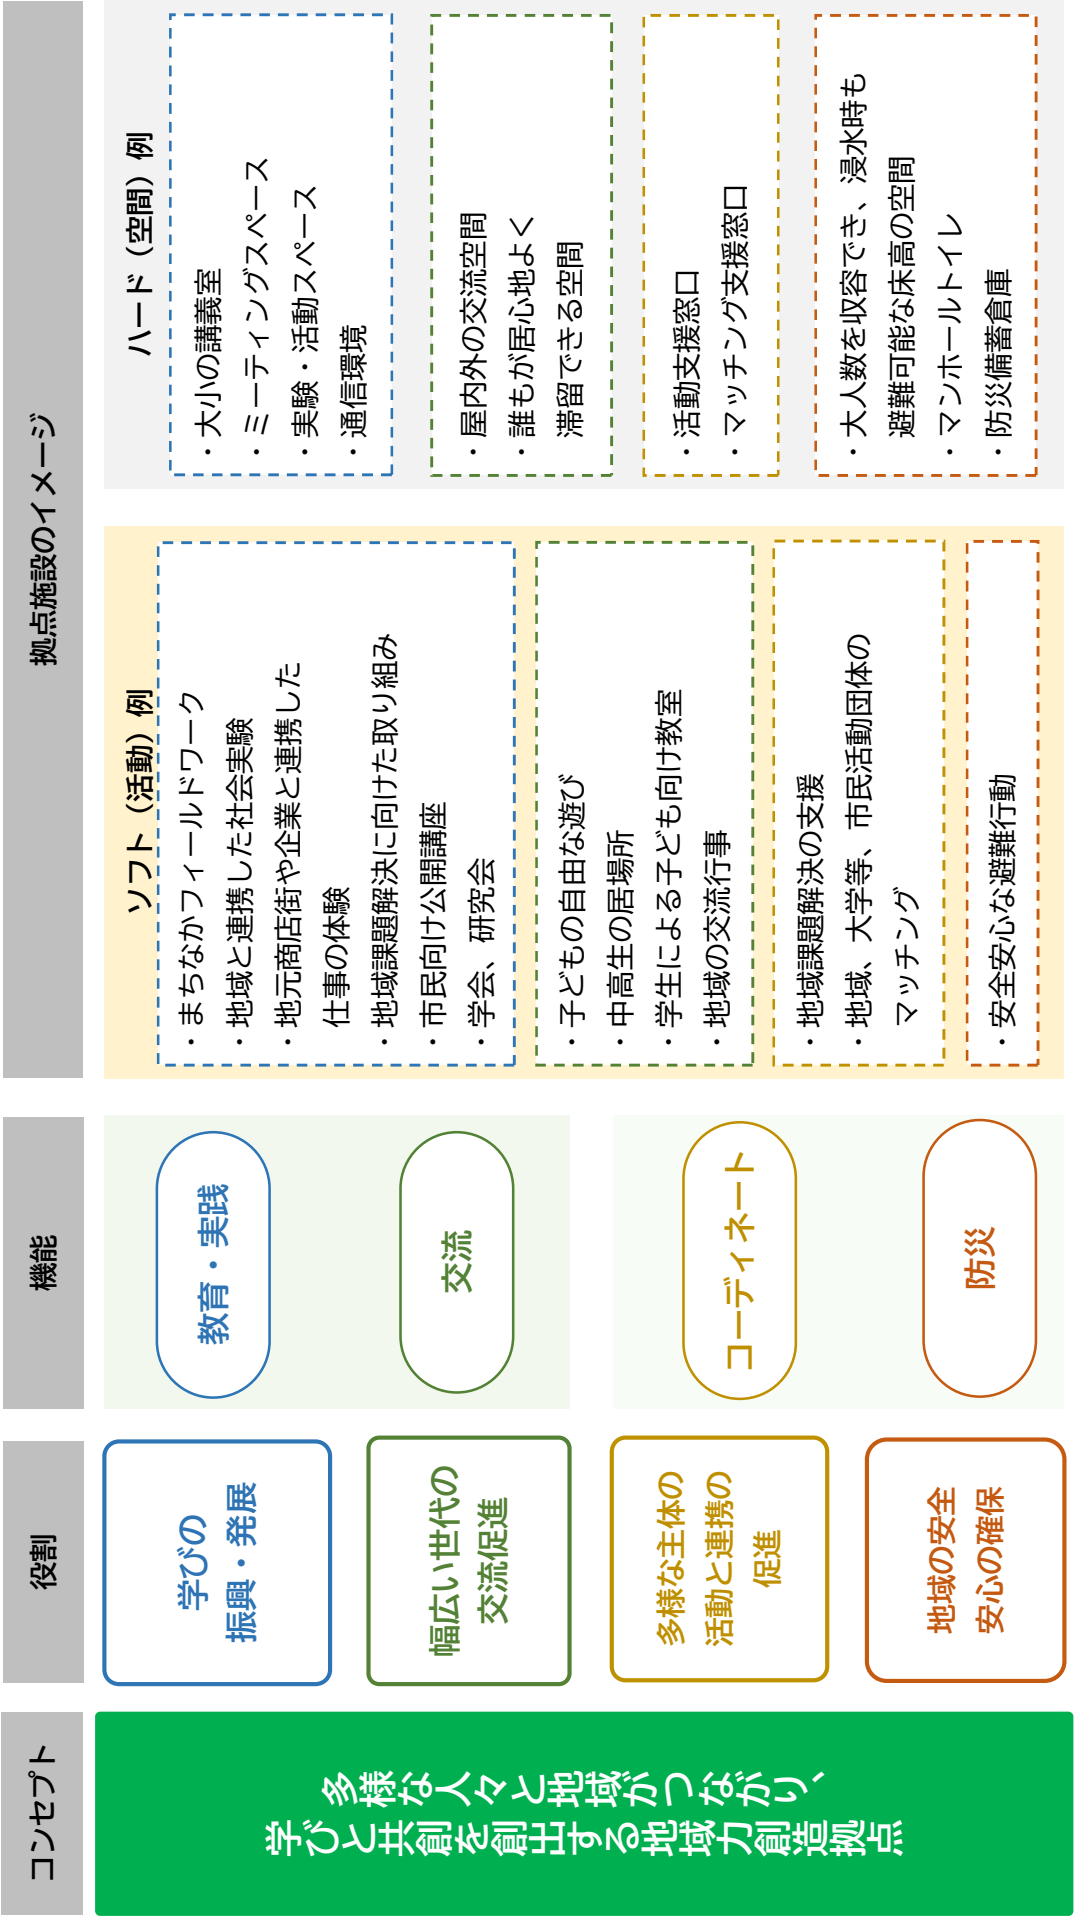 コンセプト
役割
機能
拠点施設のイメージ
多様な人々と地域がつながり、
学びと共創を創出する地域力創造拠点
学びの
振興・発展
幅広い世代の
交流促進
多様な主体の
活動と連携の
促進
地域の安全
安心の確保
教育・実践
交流
コーディネート
防災
ソフト（活動）例
・まちなかフィールドワーク
・地域と連携した社会実験
・地元商店街や企業と連携した
仕事の体験
・地域課題解決に向けた取り組み
・市民向け公開講座
・学会、研究会
・子どもの自由な遊び
・中高生の居場所
・学生による子ども向け教室
・地域の交流行事
・地域課題解決の支援
・地域、大学等、市民活動団体の
マッチング
・安全安心な避難行動
ハード（空間）例
・大小の講義室
・ミーティングスペース
・実験・活動スペース
・通信環境
・屋内外の交流空間
・誰もが居心地よく
滞留できる空間
・活動支援窓口
・マッチング支援窓口
・大人数を収容でき、浸水時も
避難可能な床高の空間
・マンホールトイレ
・防災備蓄倉庫